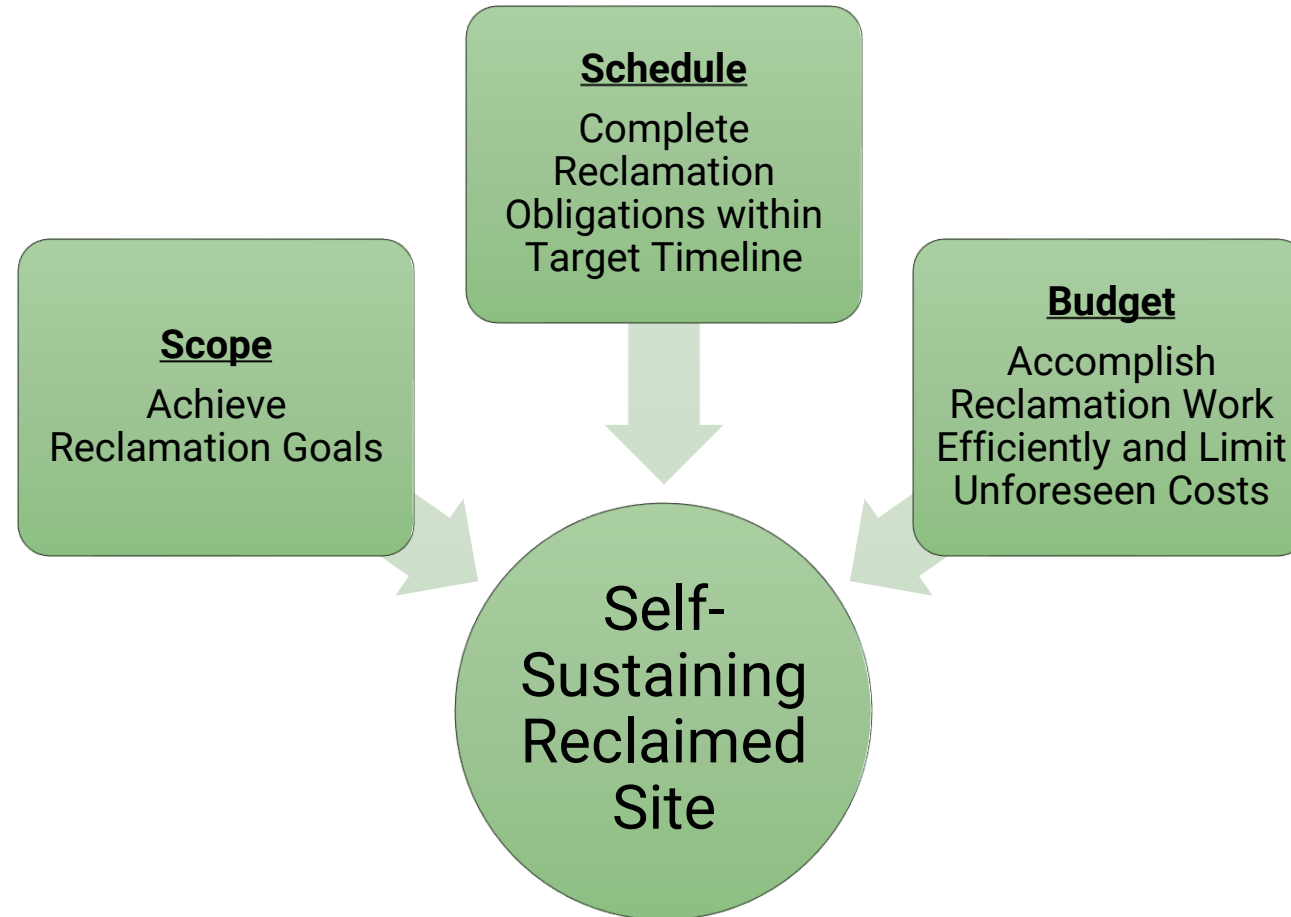 Schedule
Complete
Reclamation
Obligations within
Target Timeline
Scope
Achieve
Reclamation Goals
Budget
Accomplish
Reclamation Work
Efficiently and Limit
Unforeseen Costs
Self-
Sustaining
Reclaimed
Site